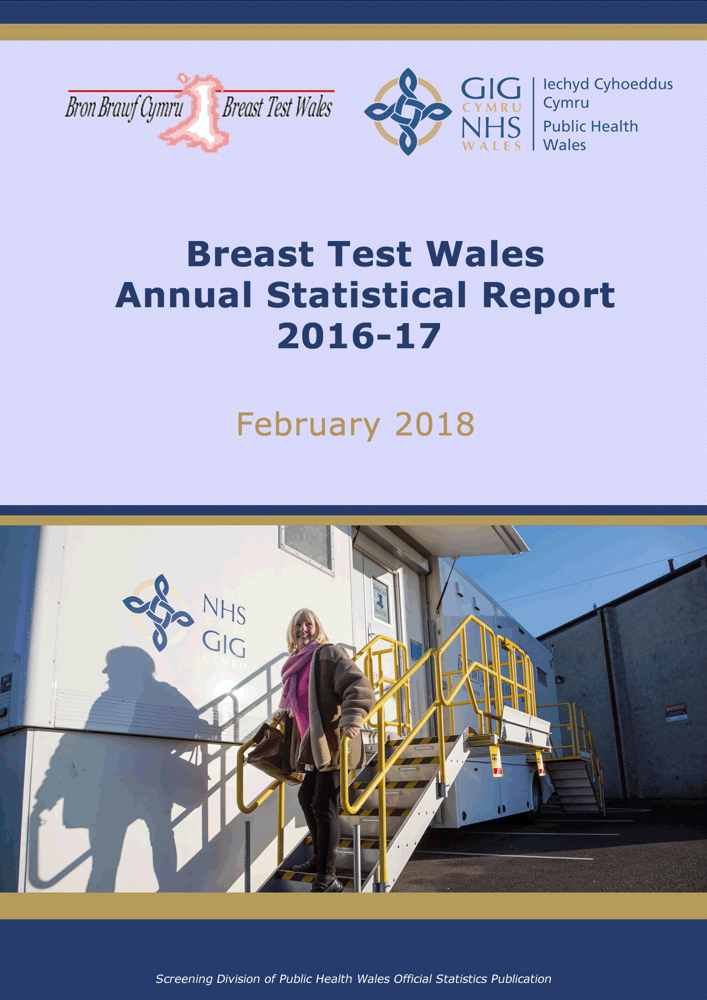 Bron Brawf Cymru Breast Test Wales
GIG
CYMRU
NHS
WALES
Iechyd Cyhoeddus
Cymru
Public Health
Wales
Breast Test Wales
Annual Statistical Report
2016-17
February 2018
NHS
GIG
CYMRU
WARNING
Screening Division of Public Health Wales Official Statistics Publication